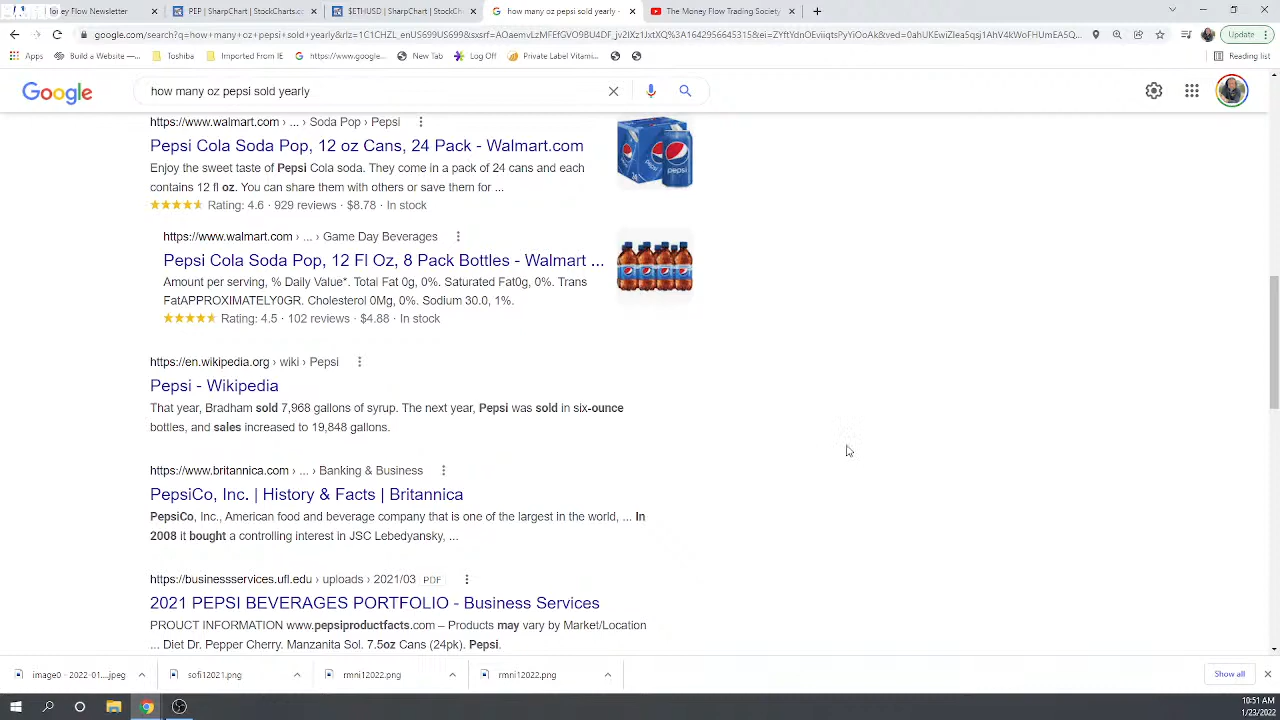 ney Flow Newsletter
PEP | SharpChart | StockCharts.c
$ETHUSD | SharpChart | StockCh
how many oz pepsi sold yearly -
The Money Flow Trading Society
Update
Apps
Build a Website —...
Toshiba
Imported From IE
https://www.google...
New Tab
Log Off
Private Label Vitami...
Reading list
Google
how many oz pepsi sold yearly
https://www.walmart.com › ... › Soda Pop › Pepsi
Pepsi Cola Soda Pop, 12 oz Cans, 24 Pack - Walmart.com
Enjoy the sweet taste of Pepsi Cola soda. They come in a pack of 24 cans and each
contains 12 fl oz. You can share them with others or save them for ...
Rating: 4.6 · 929 reviews · $8.78 · In stock
pepsi
https://www.walmart.com › ... › Game Day Beverages
Pepsi Cola Soda Pop, 12 Fl Oz, 8 Pack Bottles - Walmart ...
Amount per serving, % Daily Value*. Total Fat 0g, 0%. Saturated Fat0g, 0%. Trans
FatAPPROXIMATELY0GR. Cholesterol 0Mg, 0%. Sodium 30.0, 1%.
Rating: 4.5 · 102 reviews · $4.88 · In stock
https://en.wikipedia.org › wiki › Pepsi
Pepsi - Wikipedia
That year, Bradham sold 7,968 gallons of syrup. The next year, Pepsi was sold in six-ounce
bottles, and sales increased to 19,848 gallons.
https://www.britannica.com › ... › Banking & Business
PepsiCo, Inc. | History & Facts | Britannica
PepsiCo, Inc., American food and beverage company that is one of the largest in the world, ... In
2008 it bought a controlling interest in JSC Lebedyansky, ...
https://businessservices.ufl.edu › uploads › 2021/03 PDF
2021 PEPSI BEVERAGES PORTFOLIO - Business Services
PROUCT INFORMATION www.pepsiproductfacts.com – Products may vary by Market/Location
... Diet Dr. Pepper Cherry. Manzanita Sol. 7.5oz Cans (24pk). Pepsi.
image0 - 2022-01....jpeg
sofi12021.png
rmni12022.png
rmni12022.png
Show all
10:51 AM
1/23/2022